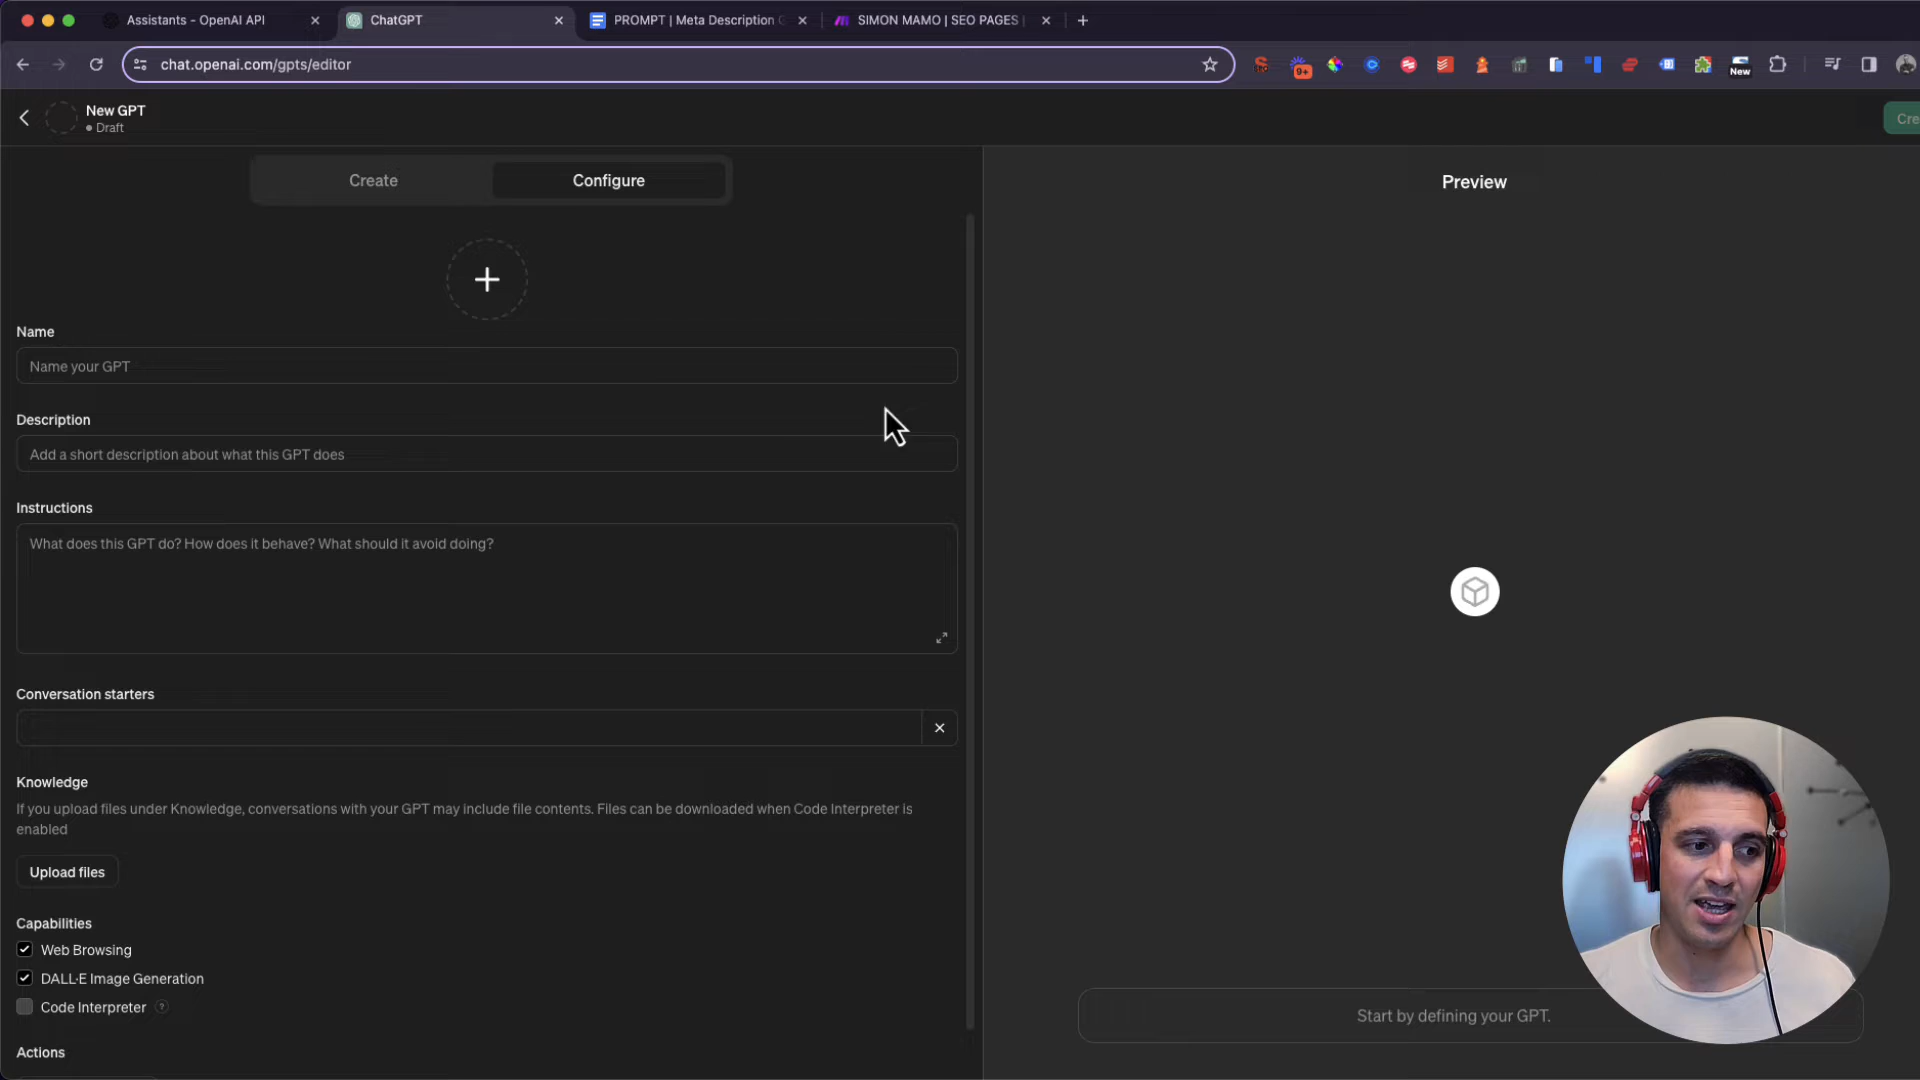 Assistants - OpenAI API
ChatGPT
PROMPT | Meta Description
SIMON MAMO | SEO PAGES
chat.openai.com/gpts/editor
9+
New
New GPT
Draft
Cre
Create
Configure
Preview
Name
Name your GPT
Description
Add a short description about what this GPT does
Instructions
What does this GPT do? How does it behave? What should it avoid doing?
Conversation starters
Knowledge
If you upload files under Knowledge, conversations with your GPT may include file contents. Files can be downloaded when Code Interpreter is
enabled
Upload files
Capabilities
Web Browsing
DALL·E Image Generation
Code Interpreter ?
Start by defining your GPT.
Actions